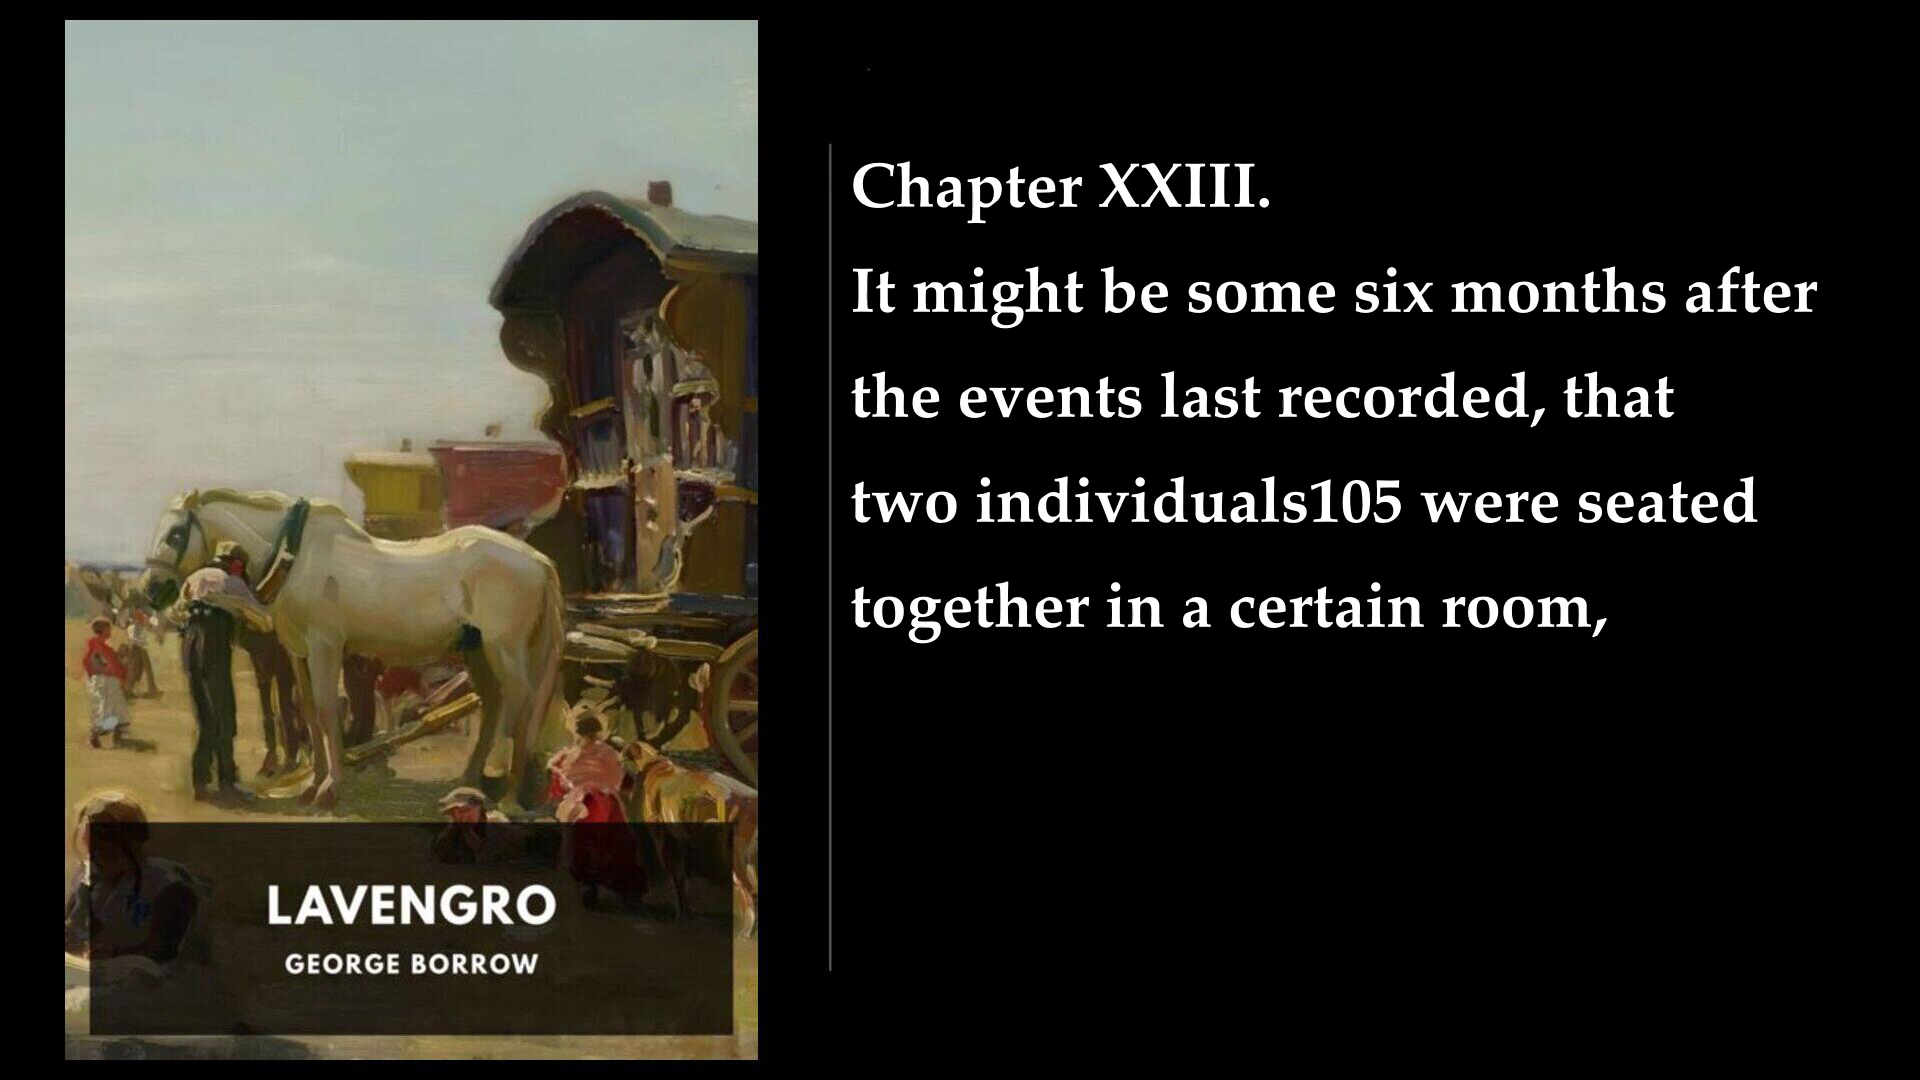 LAVENGRO
GEORGE BORROW
Chapter XXIII.
It might be some six months after
the events last recorded, that
two individuals105 were seated
together in a certain room,